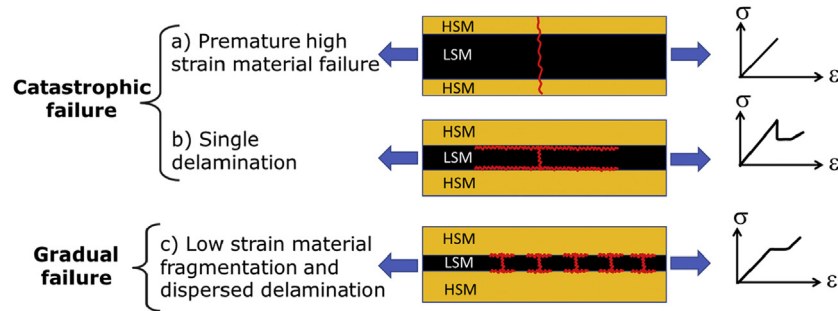 Catastrophic
failure
a) Premature high
strain material failure
HSM
LSM
HSM
σ
ε
b) Single
delamination
HSM
LSM
HSM
σ
ε
Gradual
failure
c) Low strain material
fragmentation and
dispersed delamination
HSM
LSM
HSM
σ
ε